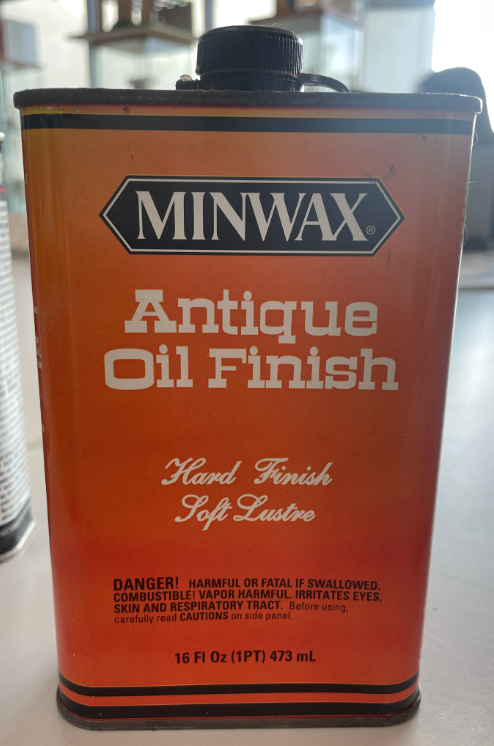 MINWAX®
Antique
Oil Finish
Hard Finish
Soft Lustre
DANGER! HARMFUL OR FATAL IF SWALLOWED.
COMBUSTIBLE! VAPOR HARMFUL. IRRITATES EYES,
SKIN AND RESPIRATORY TRACT. Before using,
carefully read CAUTIONS on side panel.
16 Fl Oz (1PT) 473 mL